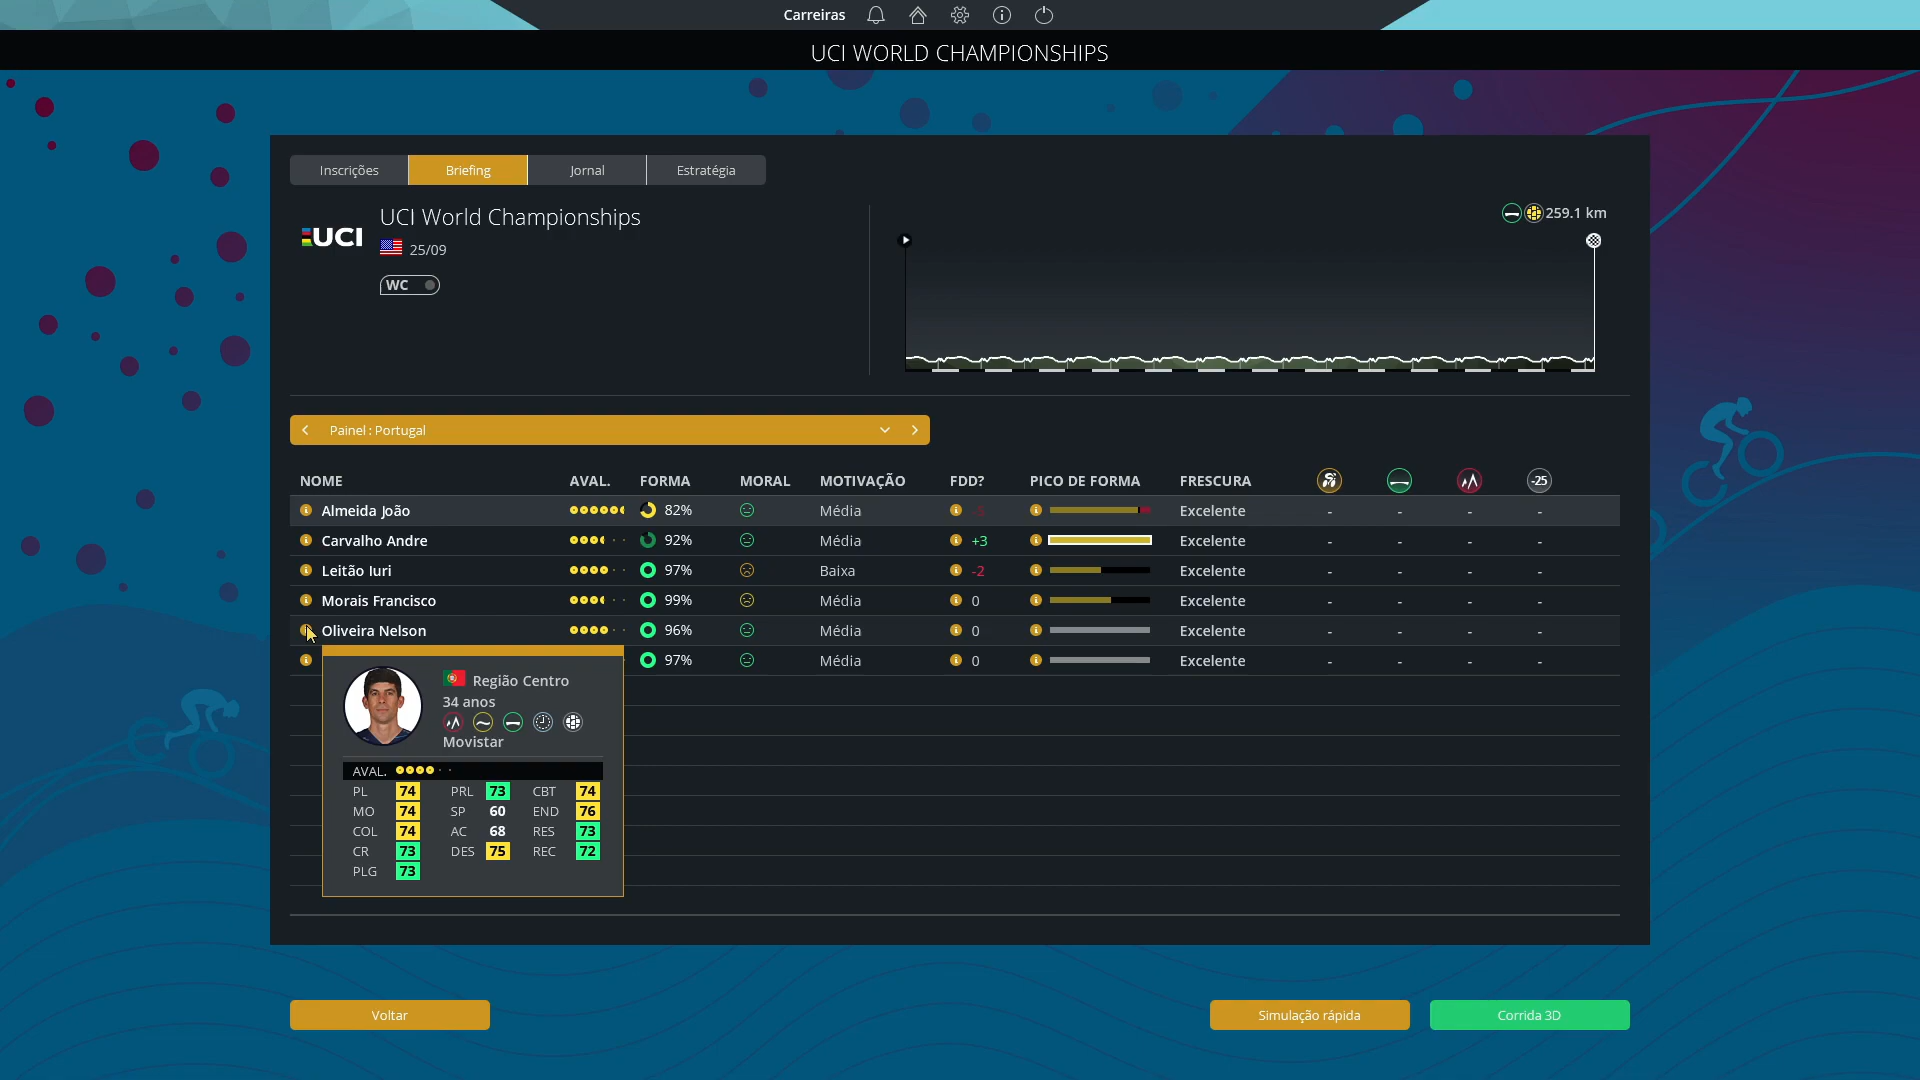 Carreiras
UCI WORLD CHAMPIONSHIPS
Inscrições Briefing Jornal Estratégia
UCI
UCI World Championships
25/09
WC
259.1 km
Painel : Portugal
NOME AVAL. FORMA MORAL MOTIVAÇÃO FDD? PICO DE FORMA FRESCURA -25
Almeida João 82% Média -5 Excelente - - - -
Carvalho Andre 92% Média +3 Excelente - - - -
Leitão Iuri 97% Baixa -2 Excelente - - - -
Morais Francisco 99% Média 0 Excelente - - - -
Oliveira Nelson 96% Média 0 Excelente - - - -
97% Média 0 Excelente - - - -
Região Centro
34 anos
Movistar
AVAL.
PL 74 PRL 73 CBT 74
MO 74 SP 60 END 76
COL 74 AC 68 RES 73
CR 73 DES 75 REC 72
PLG 73
Voltar Simulação rápida Corrida 3D